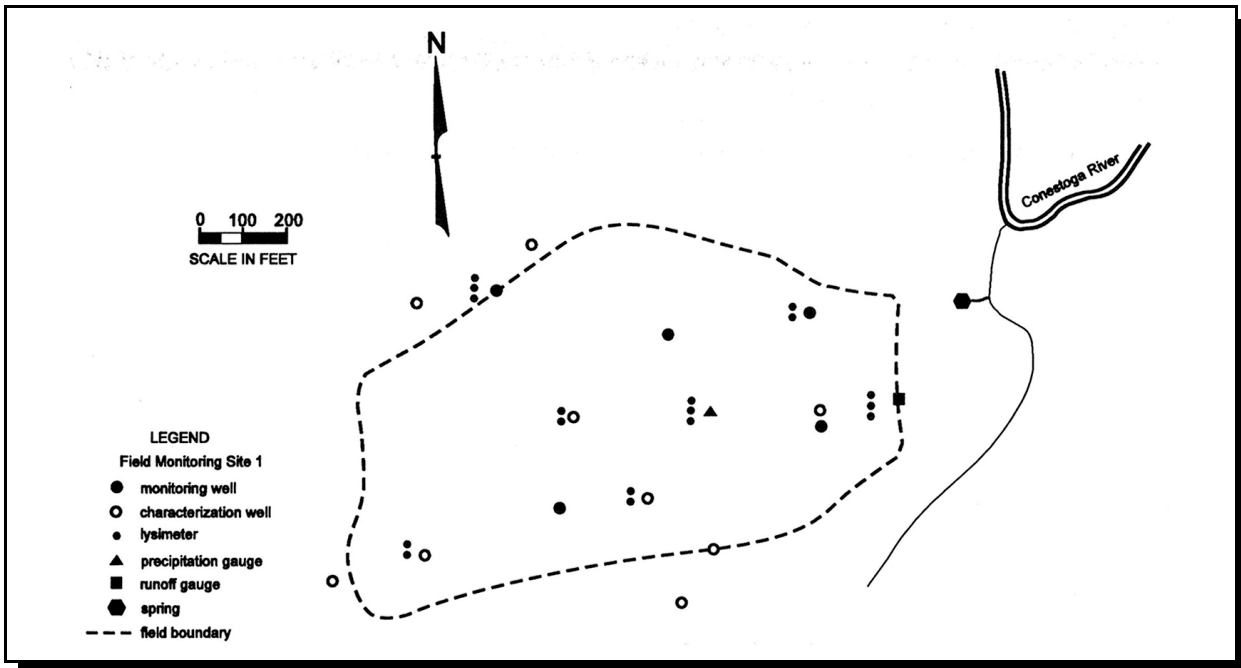 N
Conestoga River
0 100 200
SCALE IN FEET
LEGEND
Field Monitoring Site 1
monitoring well
characterization well
lysimeter
precipitation gauge
runoff gauge
spring
field boundary